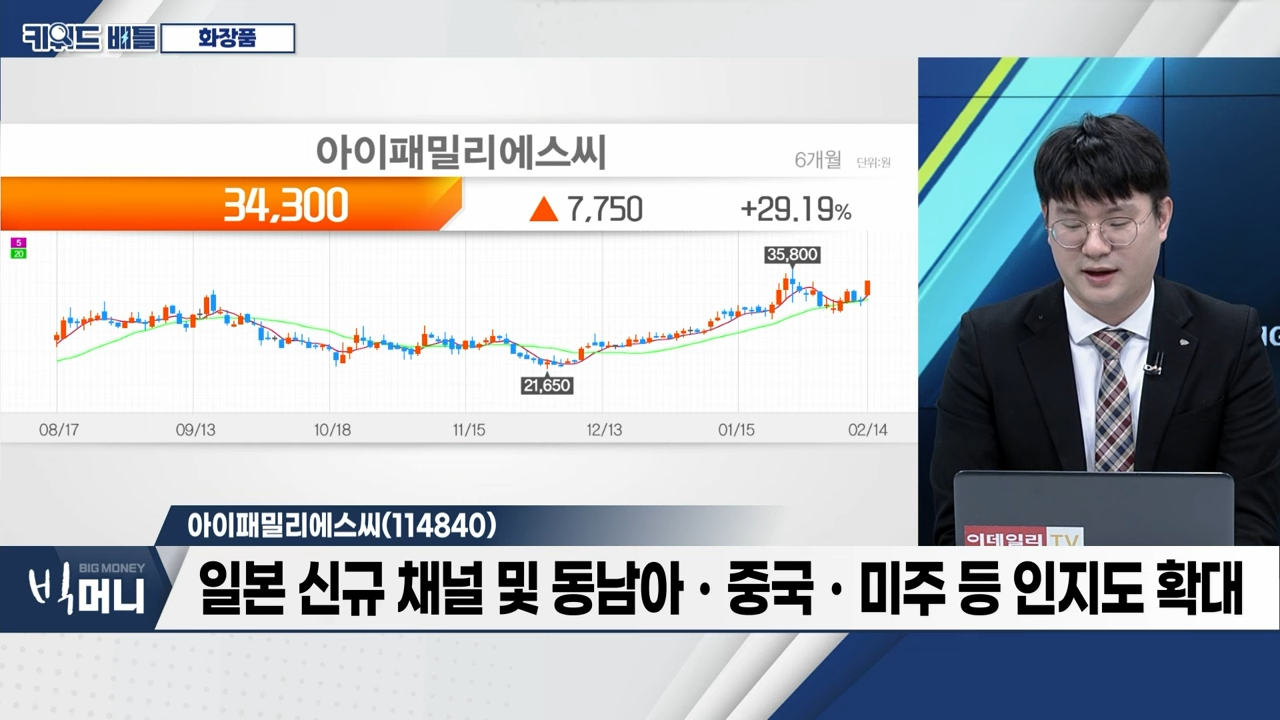 키워드 배틀
화장품
아이패밀리에스씨
6개월 단위:원
34,300 ▲ 7,750 +29.19%
5
20
35,800
21,650
08/17 09/13 10/18 11/15 12/13 01/15 02/14
이데일리 TV
아이패밀리에스씨(114840)
BIG MONEY
빅머니
일본 신규 채널 및 동남아·중국·미주 등 인지도 확대